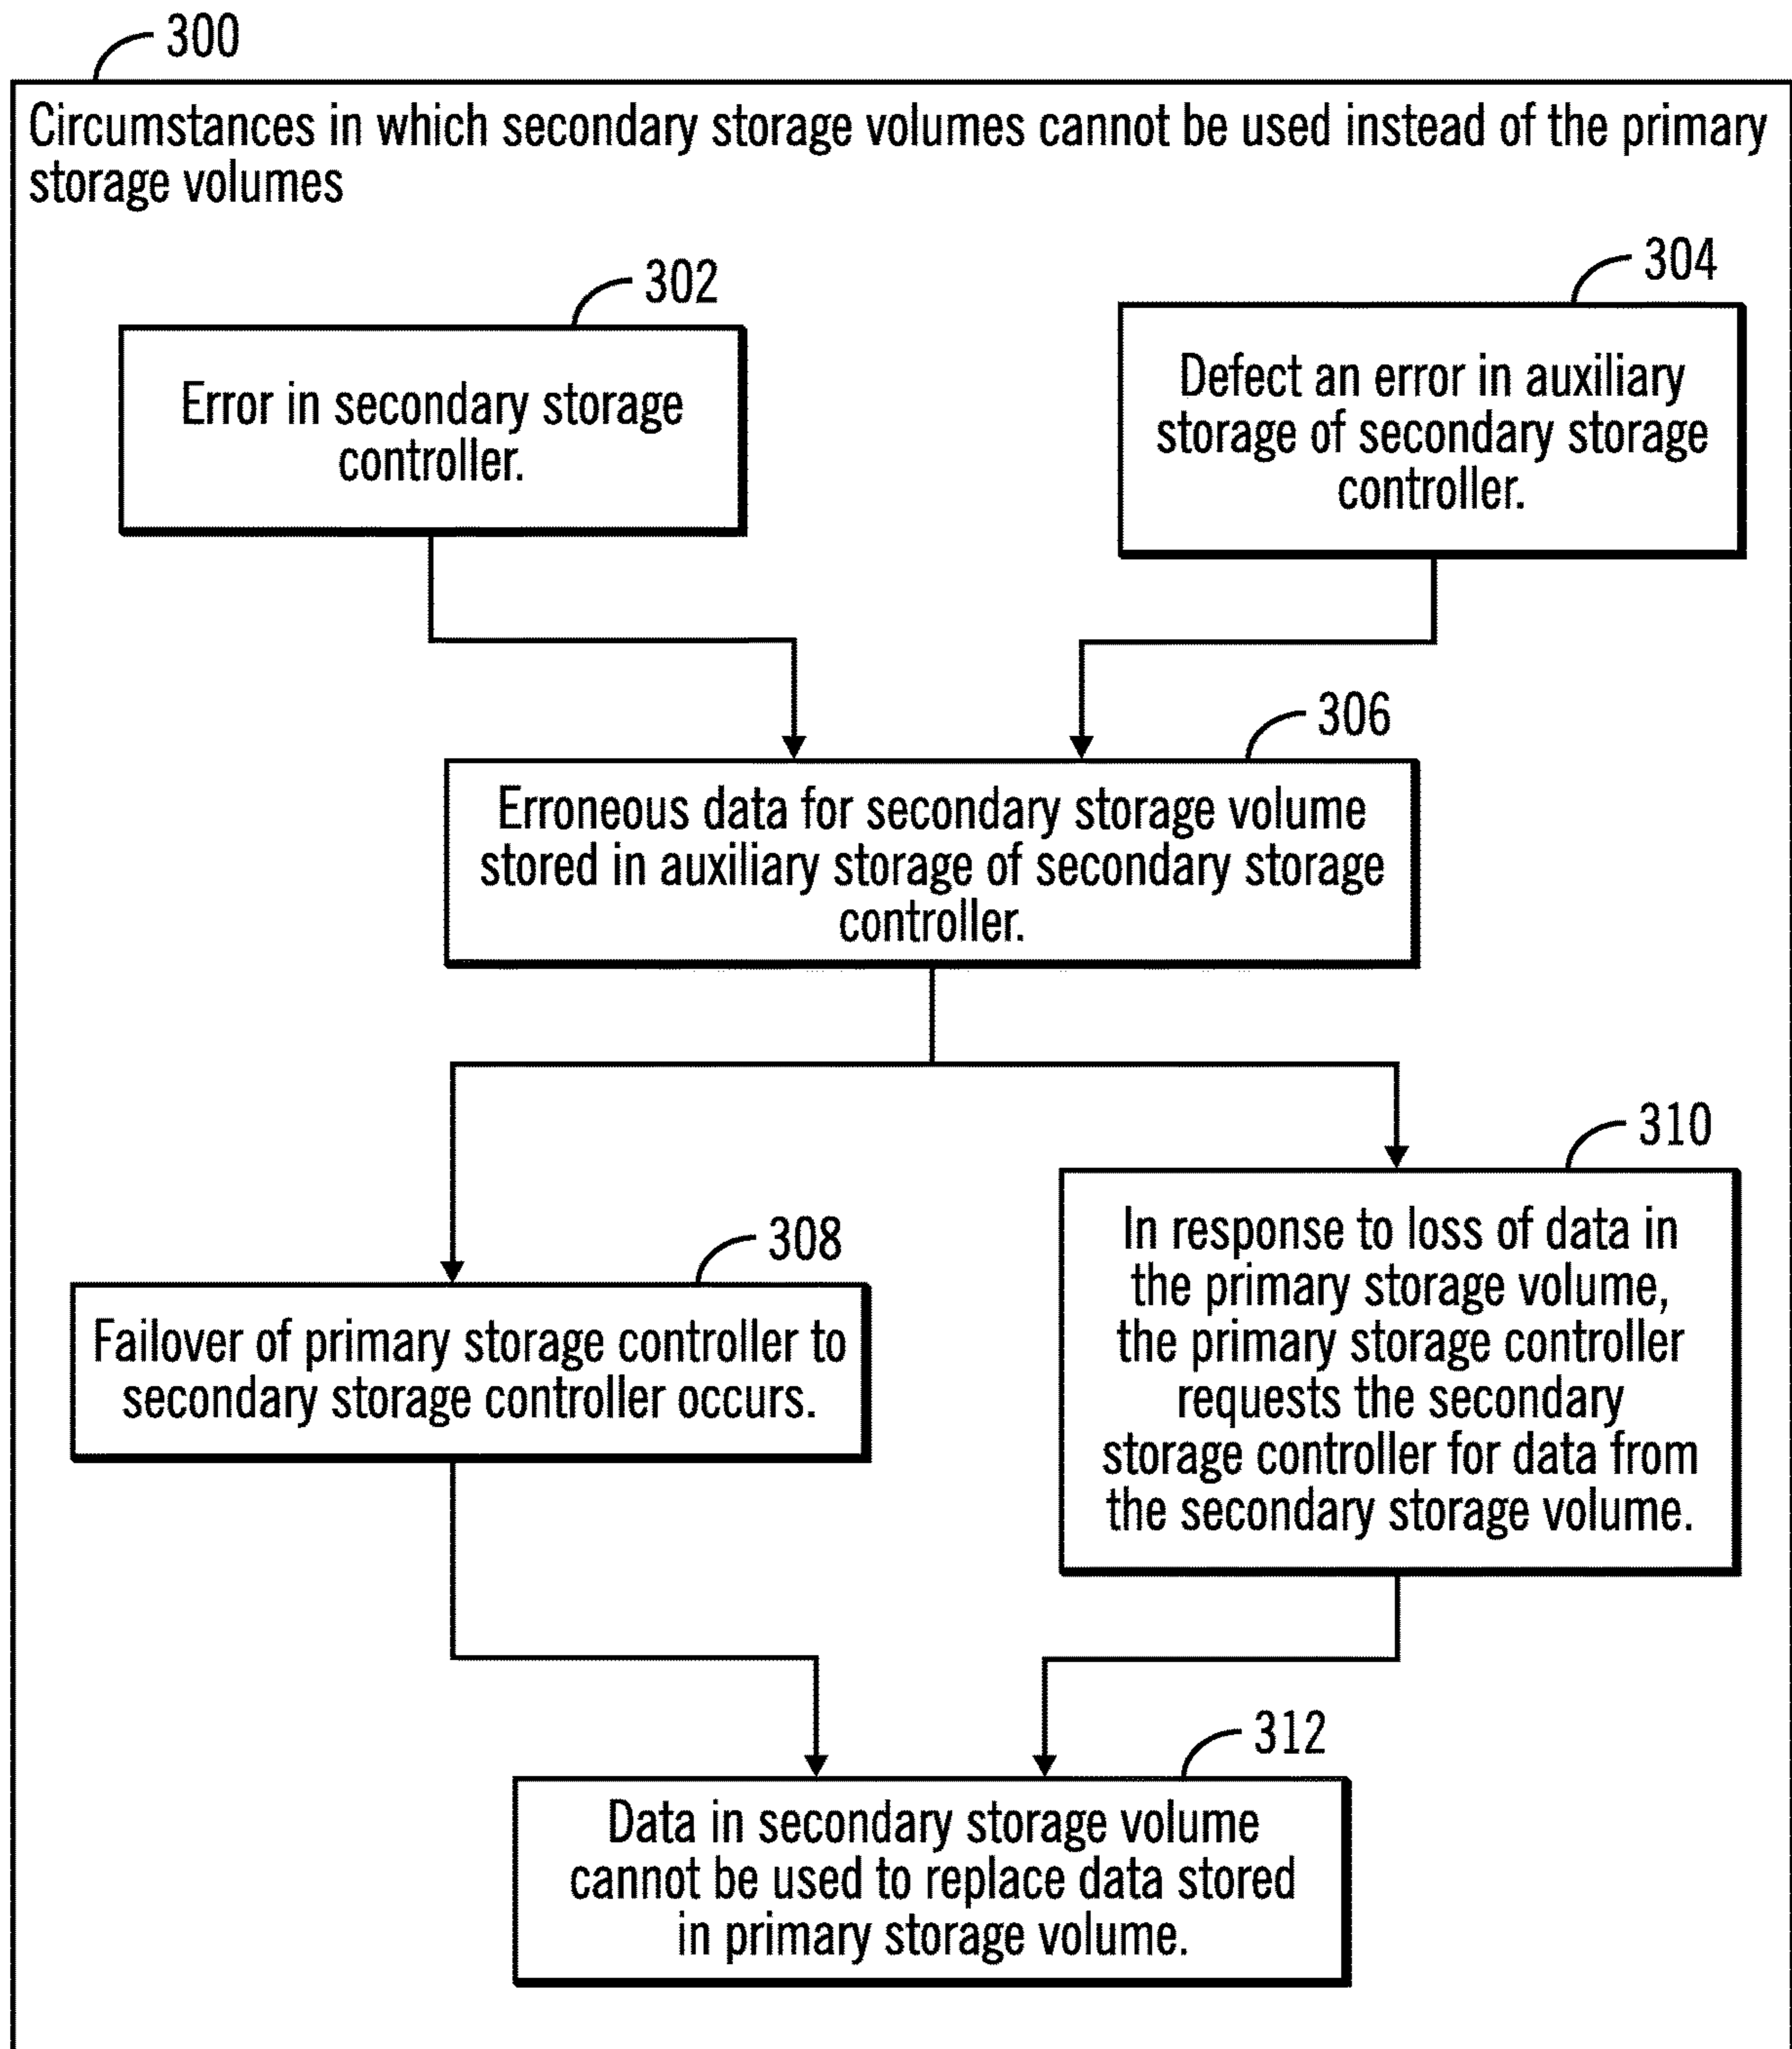 300
Circumstances in which secondary storage volumes cannot be used instead of the primary
storage volumes
302
Error in secondary storage
controller.
304
Defect an error in auxiliary
storage of secondary storage
controller.
306
Erroneous data for secondary storage volume
stored in auxiliary storage of secondary storage
controller.
308
Failover of primary storage controller to
secondary storage controller occurs.
310
In response to loss of data in
the primary storage volume,
the primary storage controller
requests the secondary
storage controller for data from
the secondary storage volume.
312
Data in secondary storage volume
cannot be used to replace data stored
in primary storage volume.